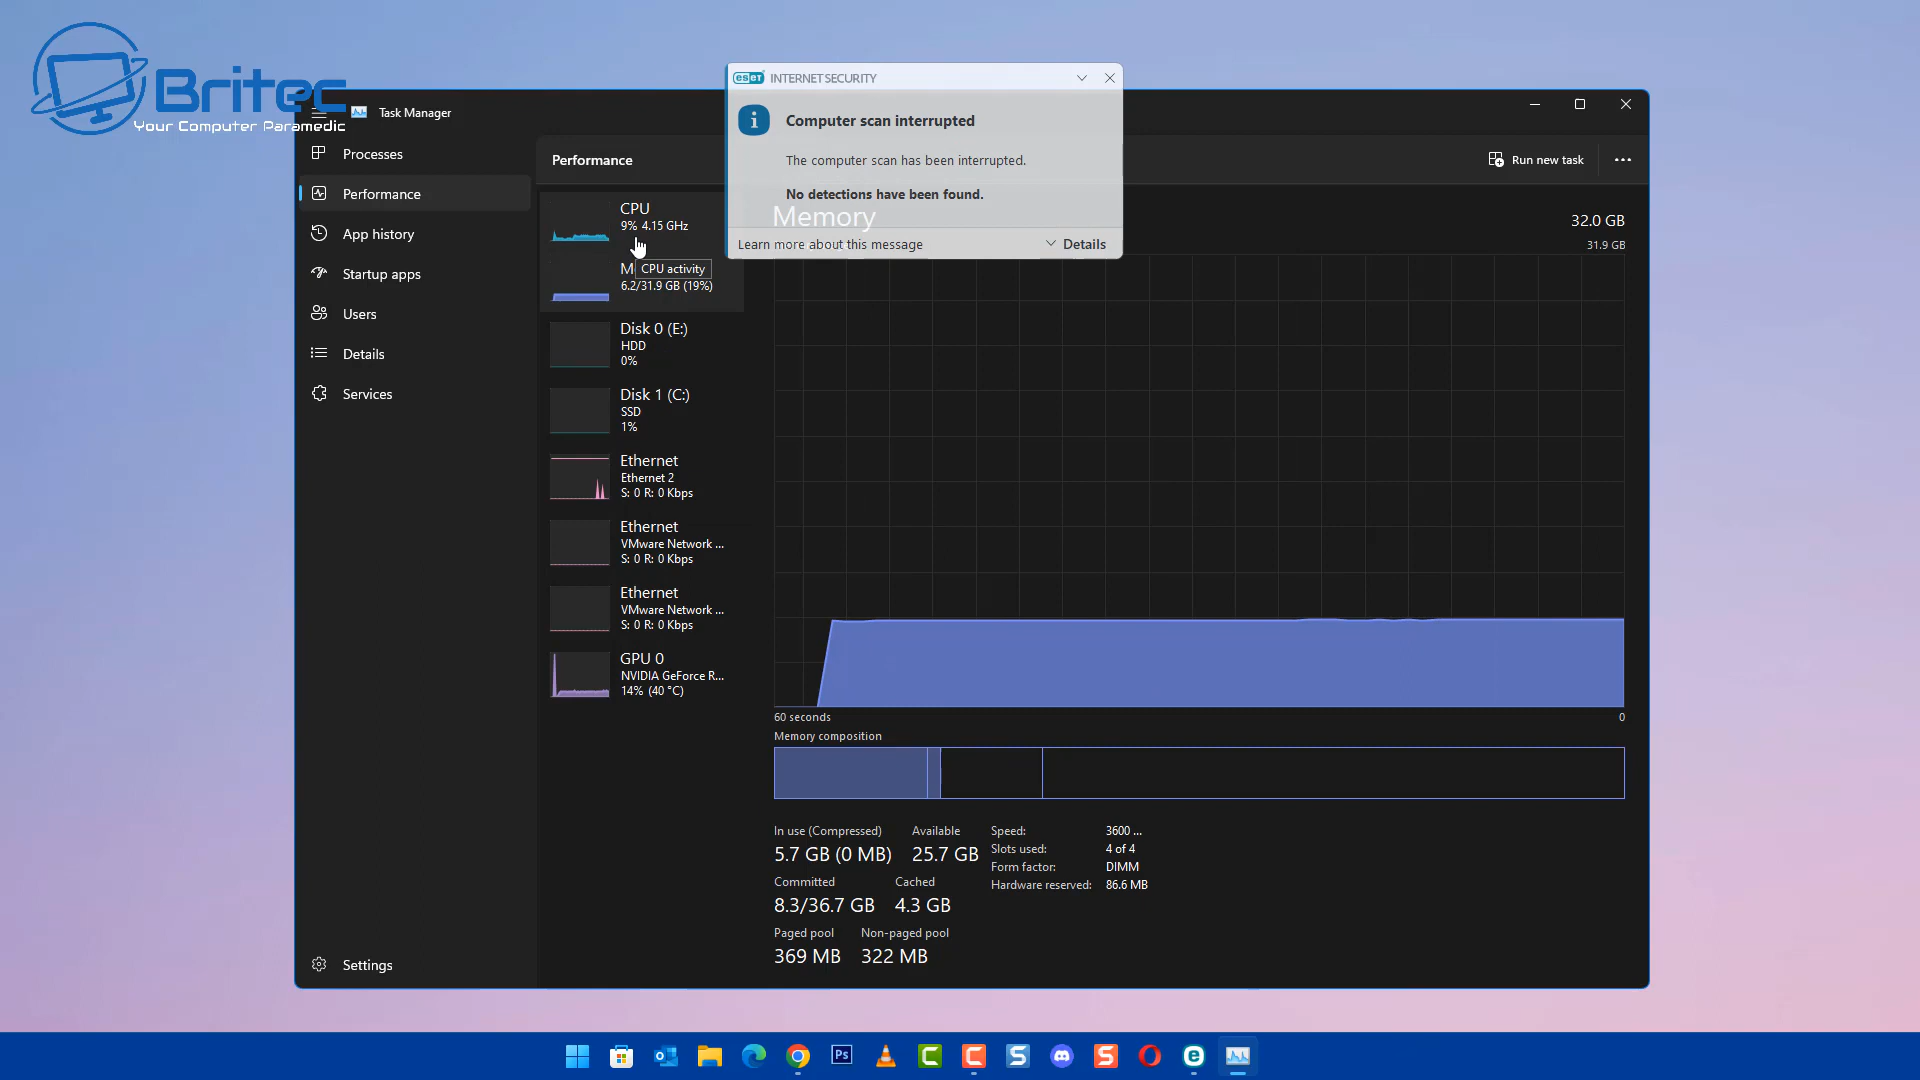 Britec
Your Computer Paramedic
Task Manager
eset INTERNET SECURITY
Computer scan interrupted
The computer scan has been interrupted.
No detections have been found.
Learn more about this message
Details
Processes
Performance
App history
Startup apps
Users
Details
Services
Settings
Performance
Run new task
CPU
9% 4.15 GHz
CPU activity
M
6.2/31.9 GB (19%)
Disk 0 (E:)
HDD
0%
Disk 1 (C:)
SSD
1%
Ethernet
Ethernet 2
S: 0 R: 0 Kbps
Ethernet
VMware Network ...
S: 0 R: 0 Kbps
Ethernet
VMware Network ...
S: 0 R: 0 Kbps
GPU 0
NVIDIA GeForce R...
14% (40 °C)
Memory
32.0 GB
31.9 GB
60 seconds
0
Memory composition
In use (Compressed)
5.7 GB (0 MB)
Available
25.7 GB
Committed
8.3/36.7 GB
Cached
4.3 GB
Paged pool
369 MB
Non-paged pool
322 MB
Speed: 3600 ...
Slots used: 4 of 4
Form factor: DIMM
Hardware reserved: 86.6 MB
Ps